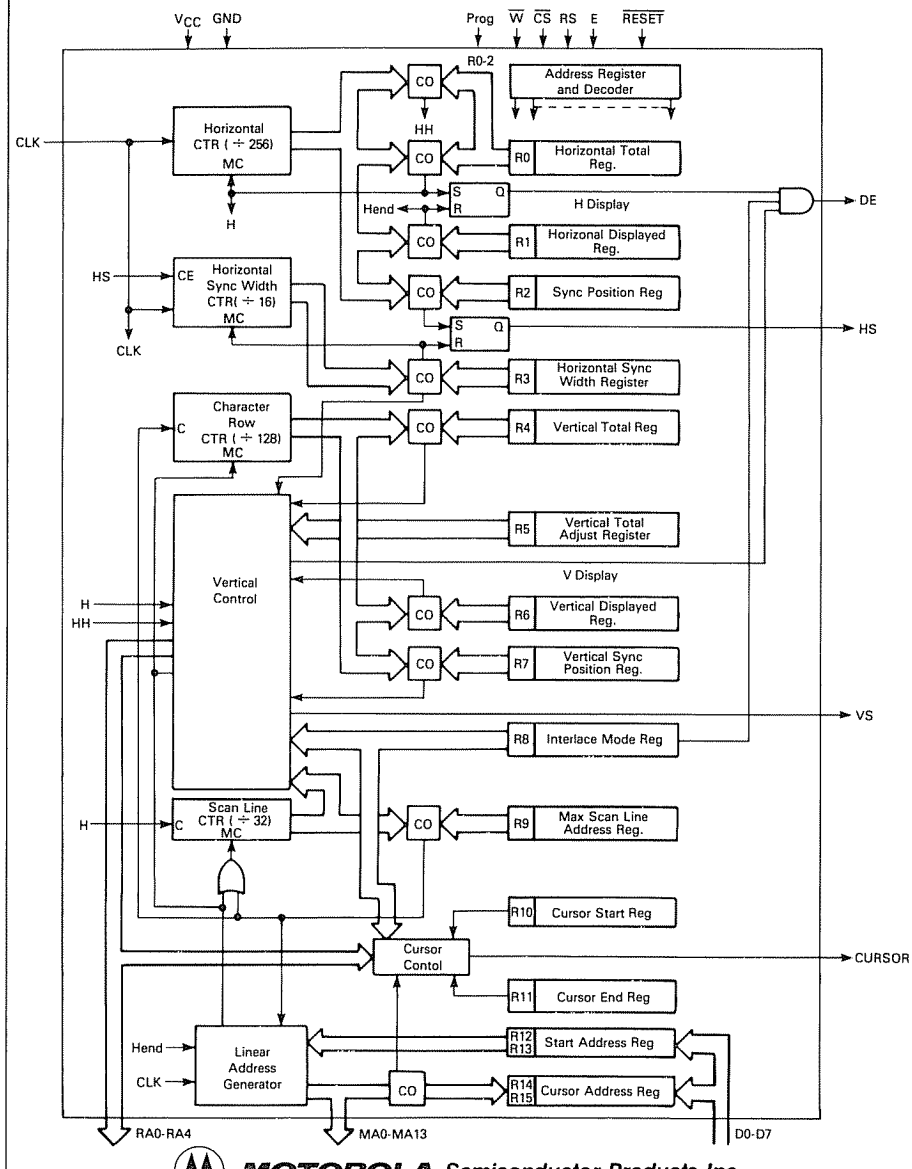 VCC GND Prog W CS RS E RESET
R0-2
CO
Address Register
and Decoder
HH
CLK
Horizontal
CTR ( ÷ 256)
MC
CO
R0 Horizontal Total
Reg.
H
S Q
R
Hend
H Display
DE
CO
R1 Horizonal Displayed
Reg.
HS
CE Horizontal
Sync Width
CTR( ÷ 16)
MC
CO
R2 Sync Position Reg
CLK
S Q
R
HS
CO
R3 Horizontal Sync
Width Register
C
Character
Row
CTR ( ÷ 128)
MC
CO
R4 Vertical Total Reg
R5 Vertical Total
Adjust Register
Vertical
Control
V Display
H
HH
CO
R6 Vertical Displayed
Reg.
CO
R7 Vertical Sync
Position Reg.
VS
R8 Interlace Mode Reg
H
C
Scan Line
CTR ( ÷ 32)
MC
CO
R9 Max Scan Line
Address Reg.
R10 Cursor Start Reg
Cursor
Contol
CURSOR
R11 Cursor End Reg
Hend
CLK
Linear
Address
Generator
R12
R13 Start Address Reg
CO
R14
R15 Cursor Address Reg
RA0-RA4 MA0-MA13 D0-D7
MOTOROLA Semiconductor Products Inc.